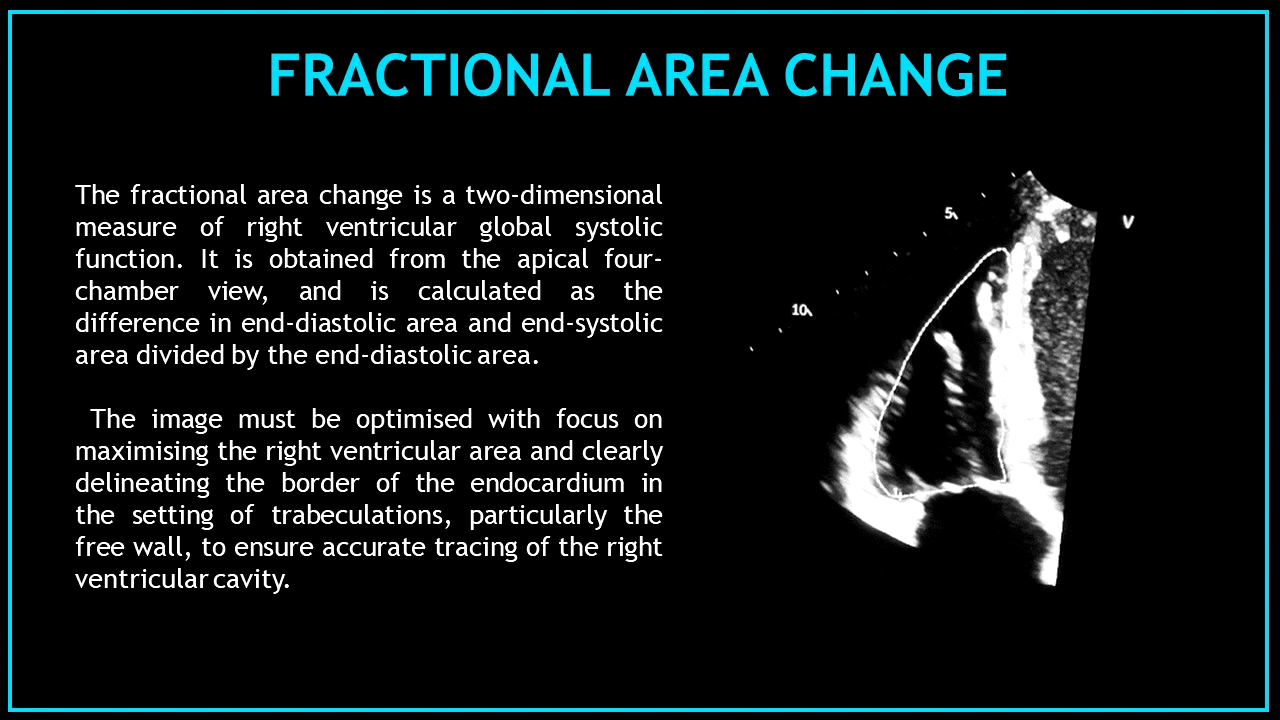 FRACTIONAL AREA CHANGE
The fractional area change is a two-dimensional
measure of right ventricular global systolic
function. It is obtained from the apical four-
chamber view, and is calculated as the
difference in end-diastolic area and end-systolic
area divided by the end-diastolic area.
The image must be optimised with focus on
maximising the right ventricular area and clearly
delineating the border of the endocardium in
the setting of trabeculations, particularly the
free wall, to ensure accurate tracing of the right
ventricular cavity.
5
V
10